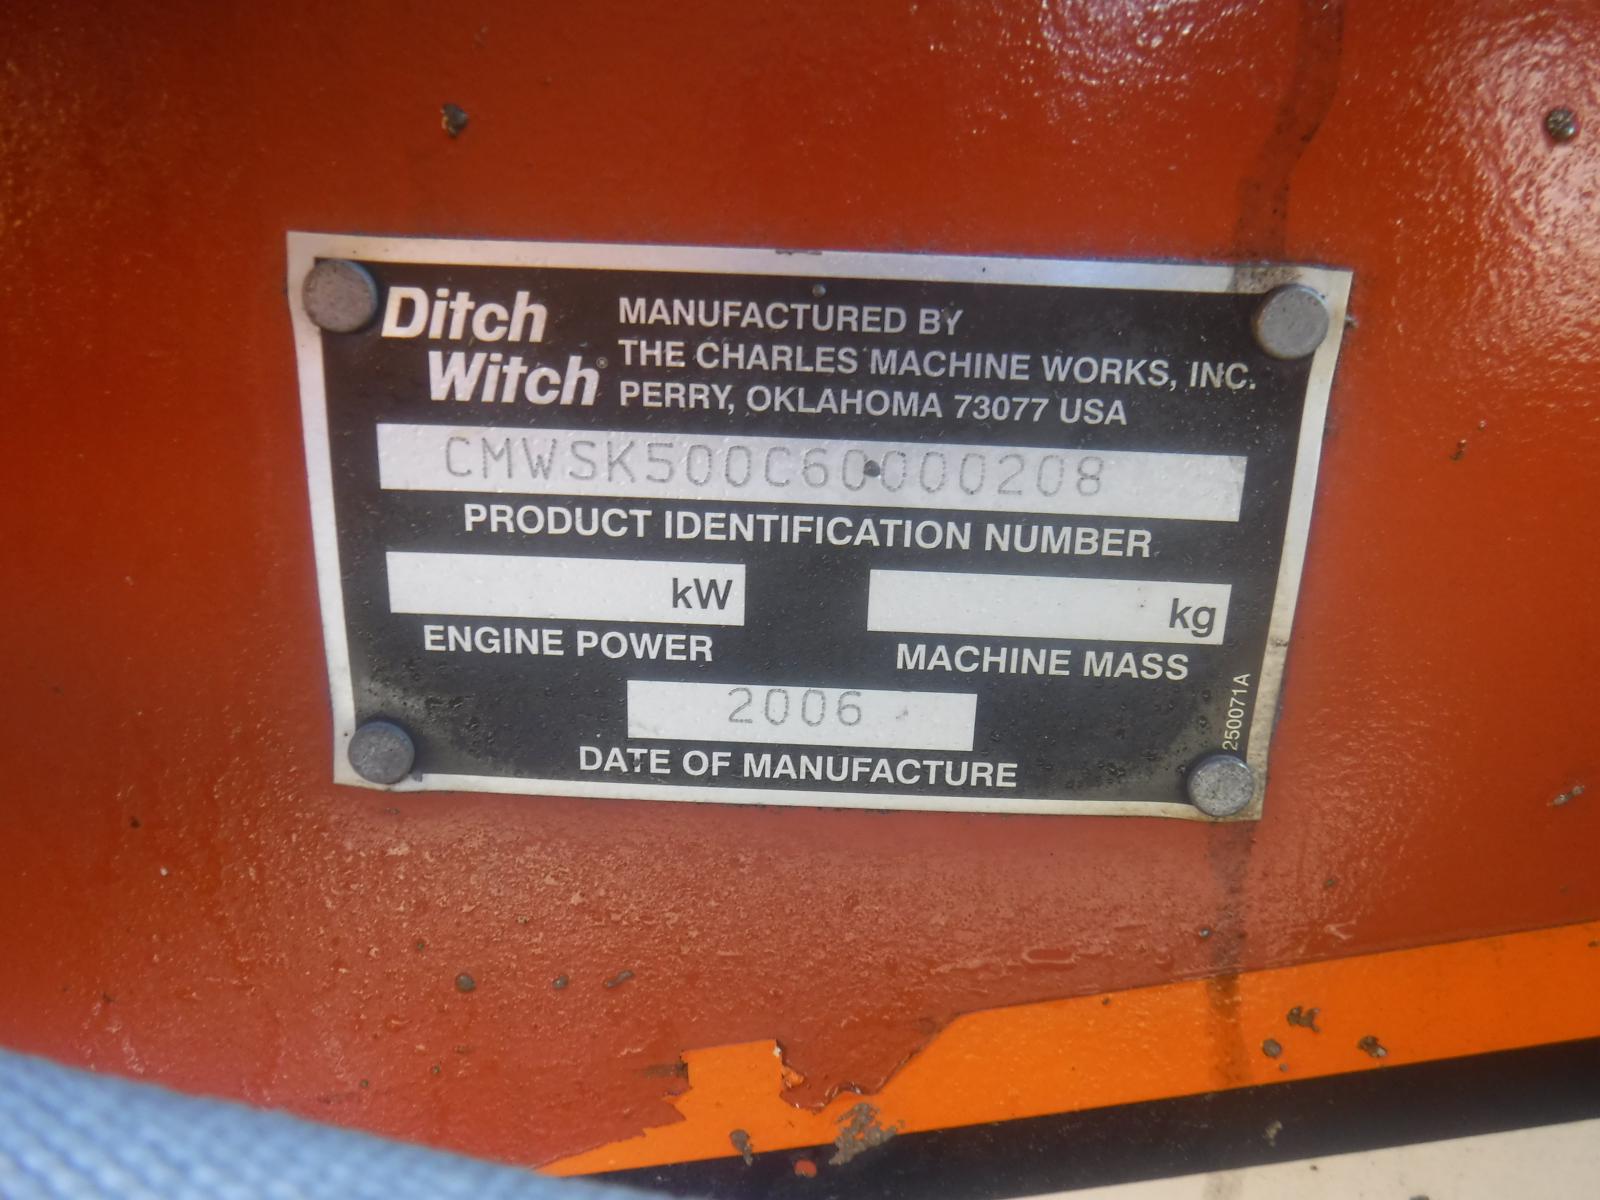 Ditch
Witch®
MANUFACTURED BY
THE CHARLES MACHINE WORKS, INC.
PERRY, OKLAHOMA 73077 USA
CMWSK500C60000208
PRODUCT IDENTIFICATION NUMBER
kW
kg
ENGINE POWER
MACHINE MASS
2006
DATE OF MANUFACTURE
250071A